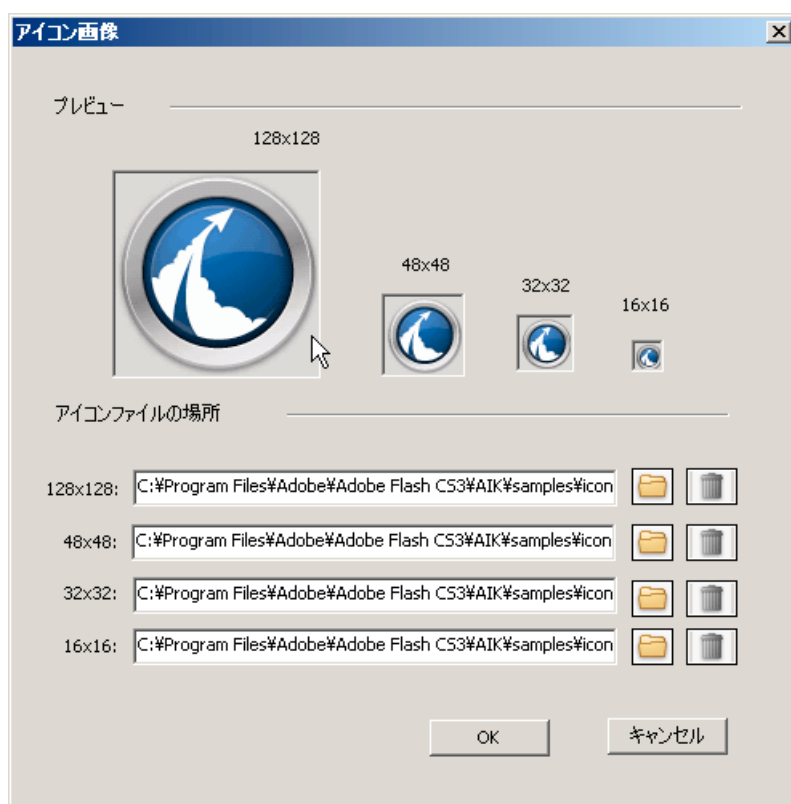 アイコン画像
プレビュー
128x128
48x48
32x32
16x16
アイコンファイルの場所
128x128: C:¥Program Files¥Adobe¥Adobe Flash CS3¥AIK¥samples¥icon
48x48: C:¥Program Files¥Adobe¥Adobe Flash CS3¥AIK¥samples¥icon
32x32: C:¥Program Files¥Adobe¥Adobe Flash CS3¥AIK¥samples¥icon
16x16: C:¥Program Files¥Adobe¥Adobe Flash CS3¥AIK¥samples¥icon
OK キャンセル